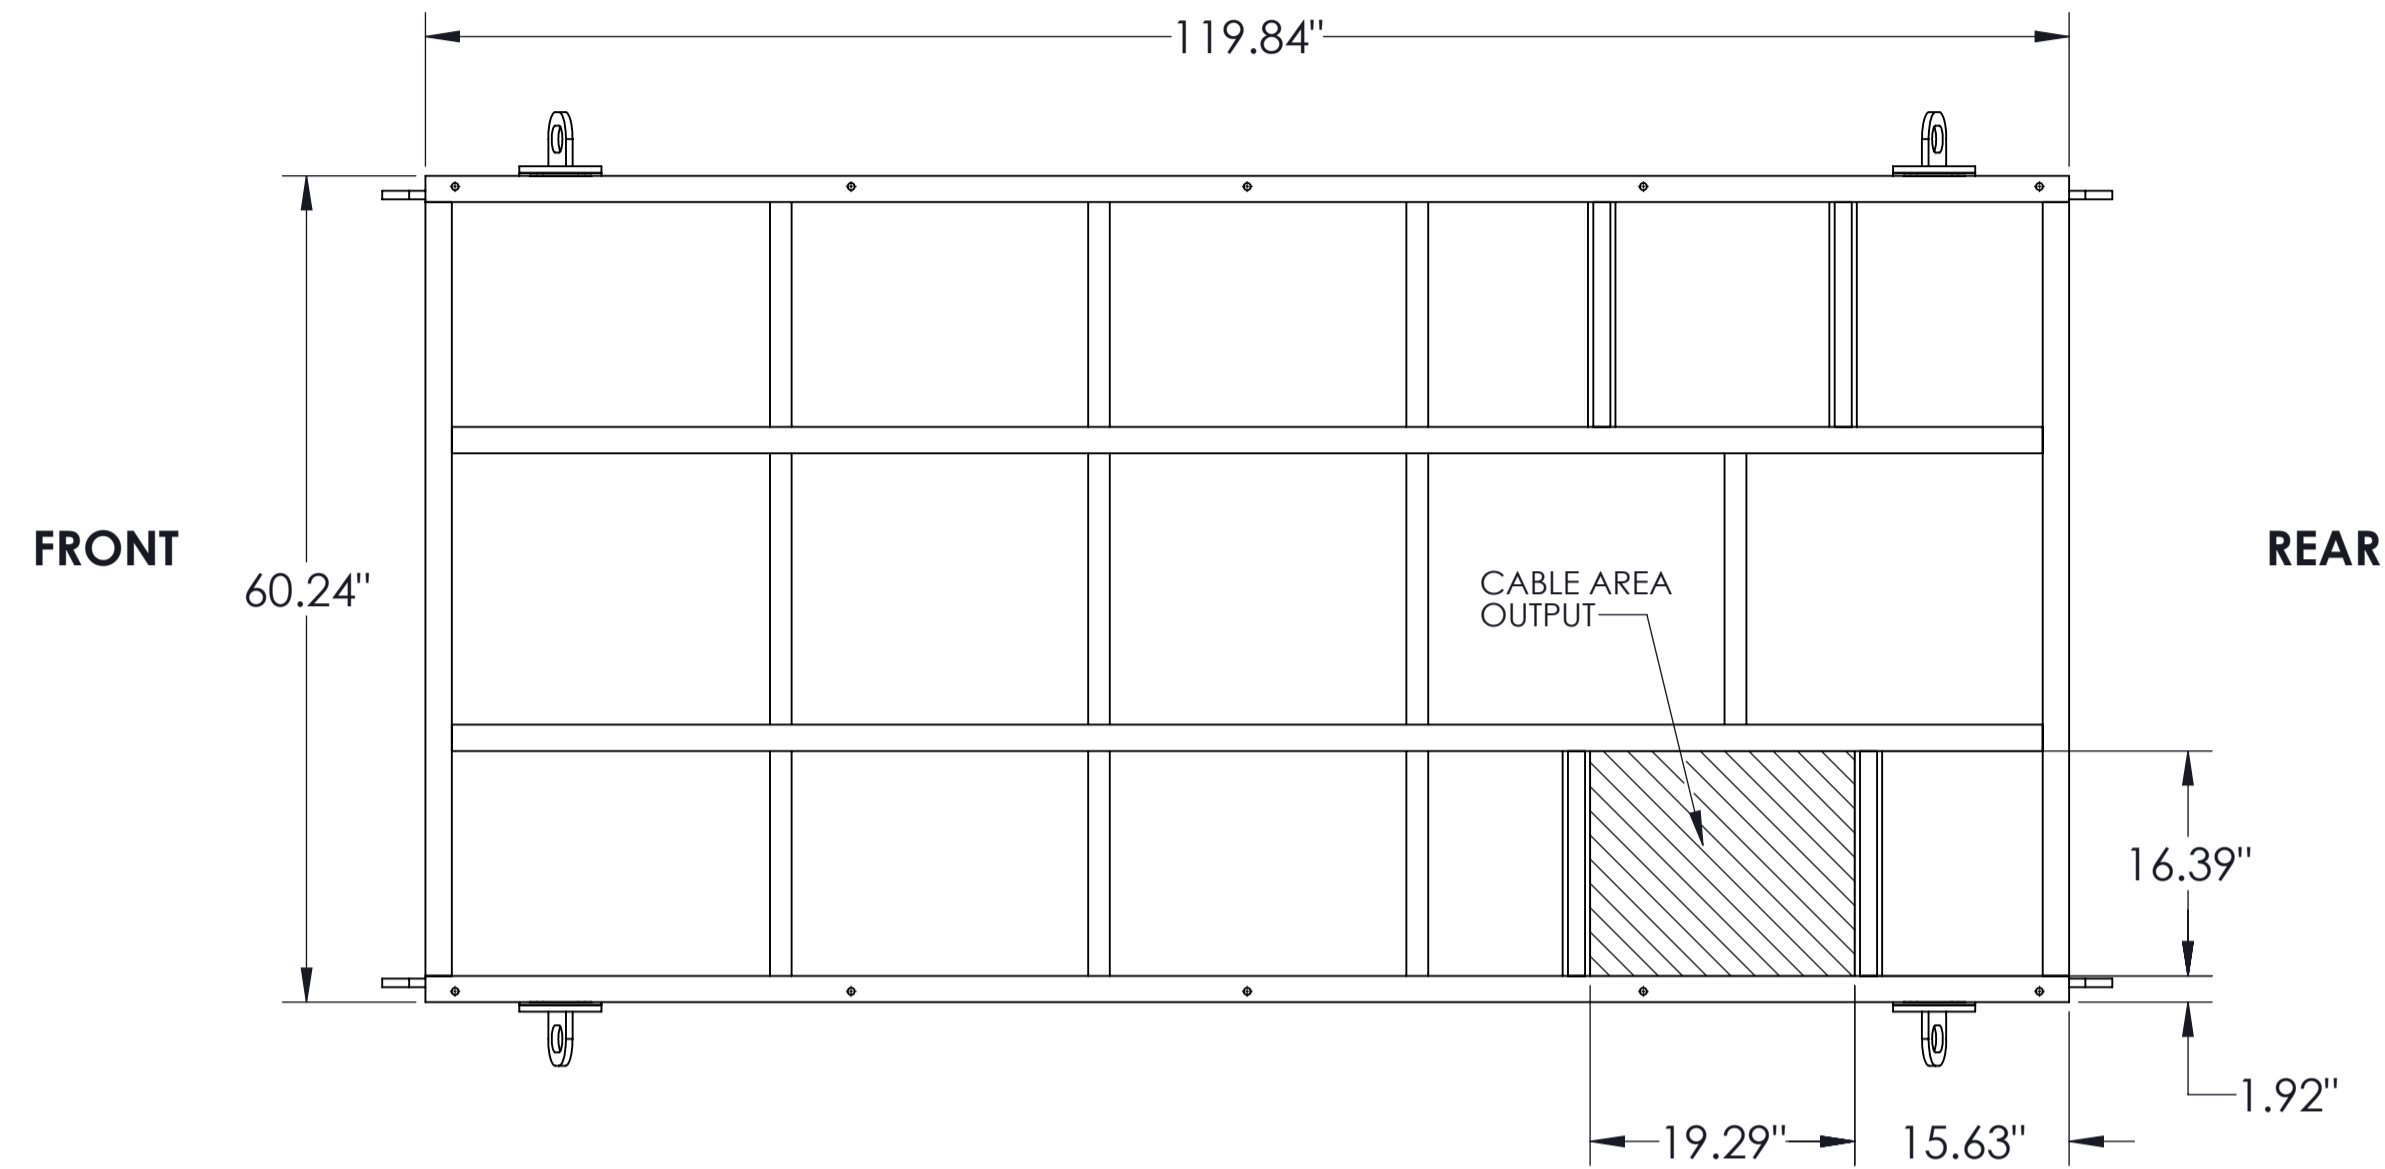 119.84"
FRONT
REAR
60.24"
CABLE AREA
OUTPUT
16.39"
1.92"
19.29"
15.63"